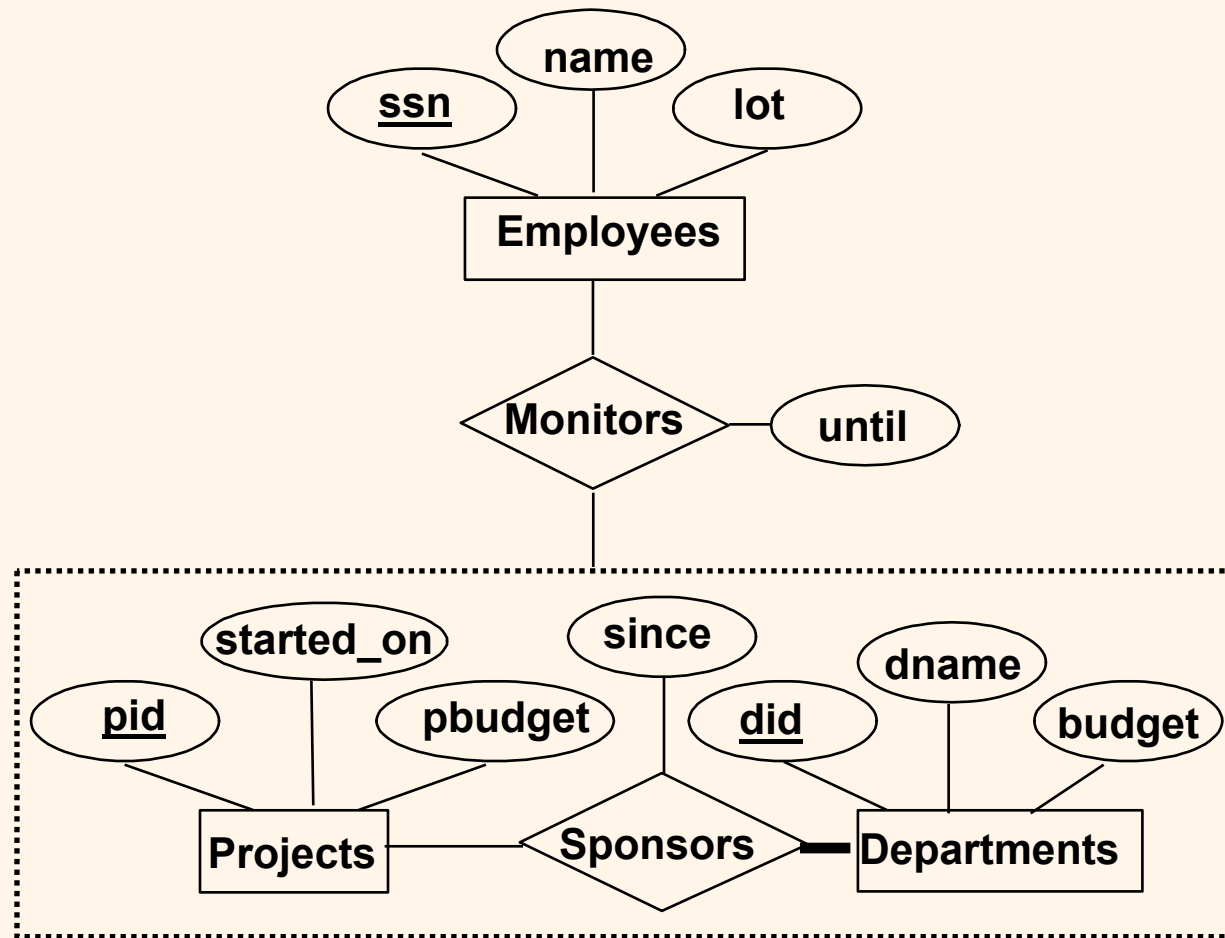 name
ssn
lot
Employees
Monitors
until
since
started_on
dname
pid
pbudget
did
budget
Projects
Sponsors
Departments